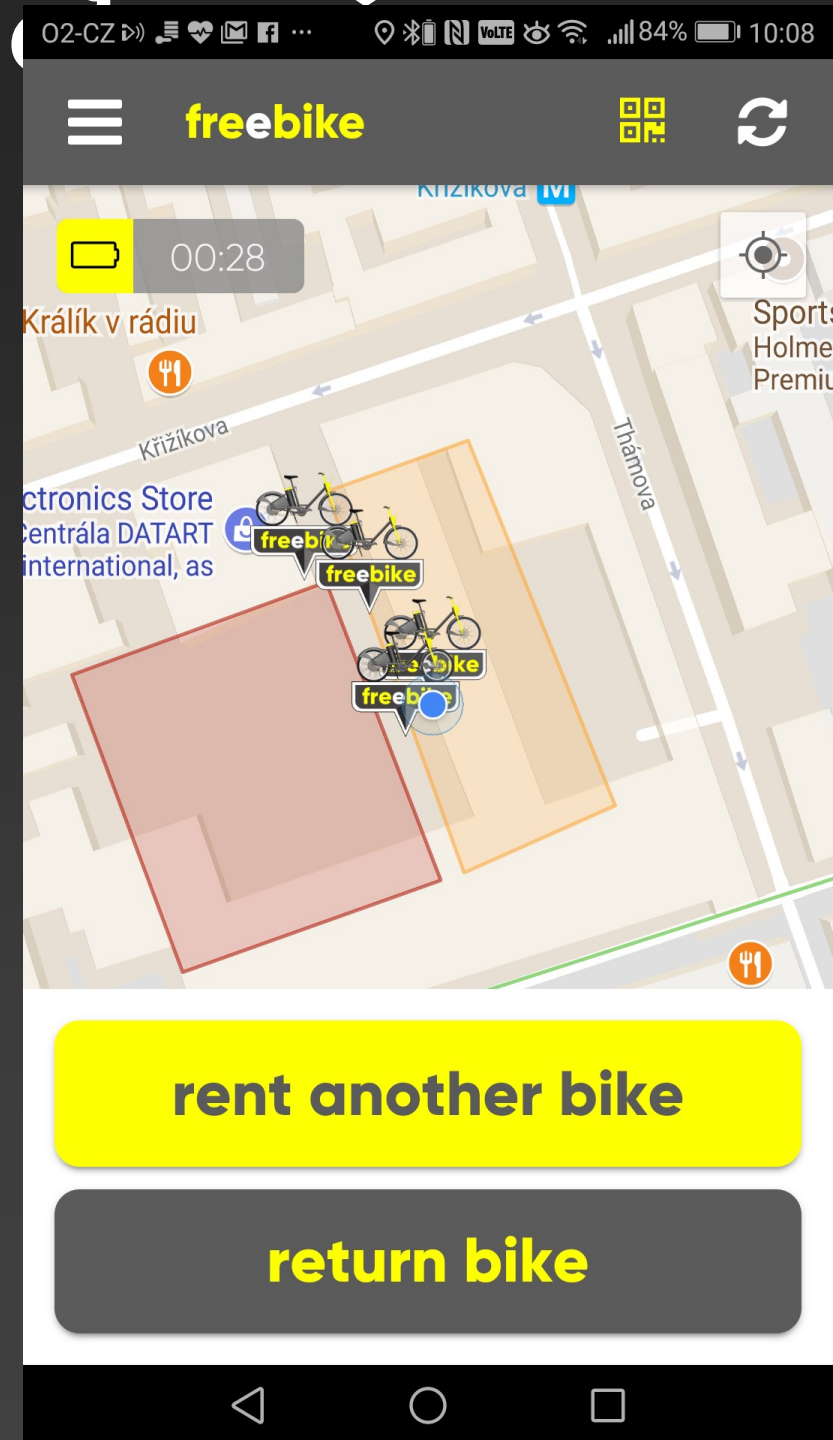 O2-CZ
VoLTE
84%
10:08
freebike
Křižíkova M
00:28
Králík v rádiu
Sports
Holme
Premiu
Křižíkova
Thámova
ctronics Store
Centrála DATART
international, as
freebike
freebike
freebike
rent another bike
return bike